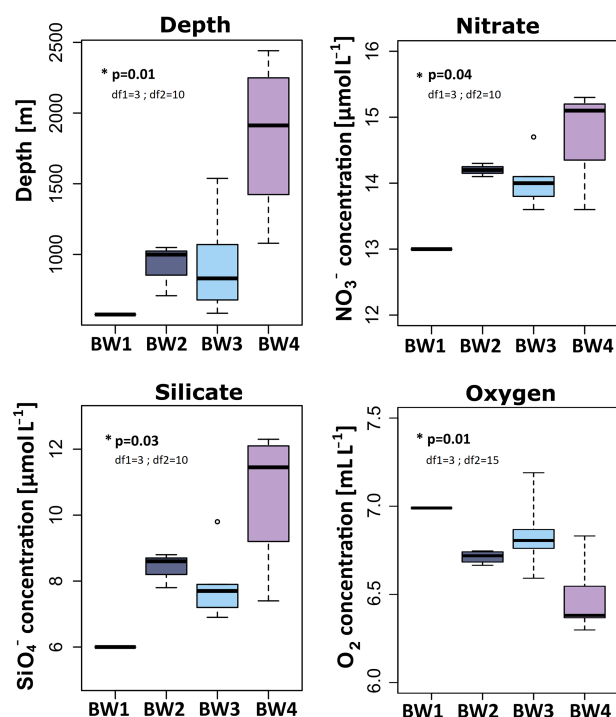 Depth
* p=0.01
df1=3 ; df2=10
Depth [m]
2500
2000
1500
1000
BW1 BW2 BW3 BW4
Nitrate
* p=0.04
df1=3 ; df2=10
NO₃⁻ concentration [µmol L⁻¹]
16
15
14
13
12
BW1 BW2 BW3 BW4
Silicate
* p=0.03
df1=3 ; df2=10
SiO₄⁻ concentration [µmol L⁻¹]
12
10
8
6
BW1 BW2 BW3 BW4
Oxygen
* p=0.01
df1=3 ; df2=15
O₂ concentration [mL L⁻¹]
7.5
7.0
6.5
6.0
BW1 BW2 BW3 BW4